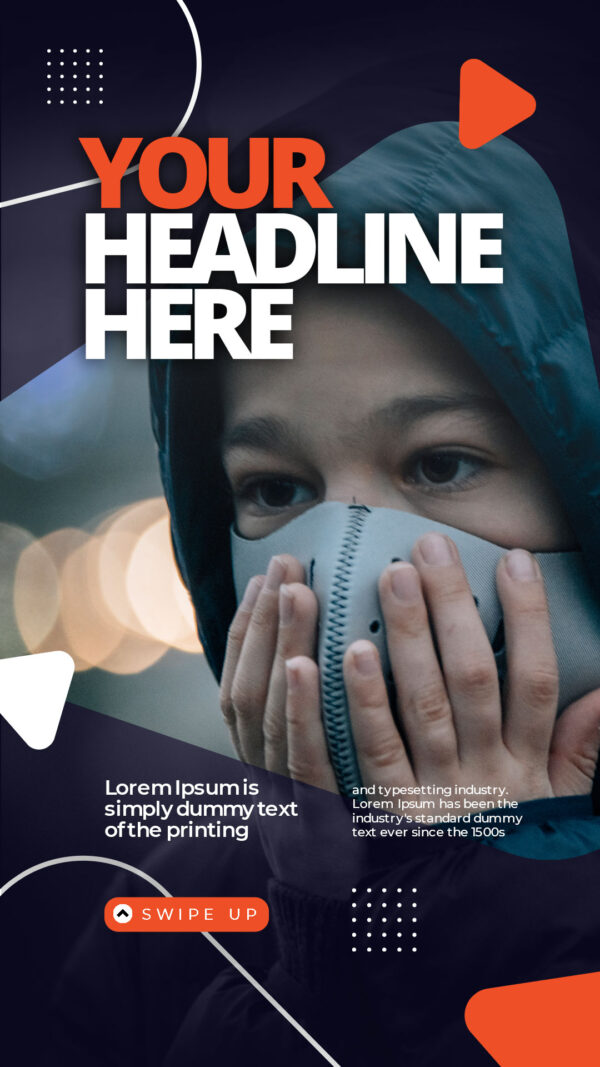 YOUR
HEADLINE
HERE
Lorem Ipsum is
simply dummy text
of the printing
and typesetting industry.
Lorem Ipsum has been the
industry's standard dummy
text ever since the 1500s
SWIPE UP